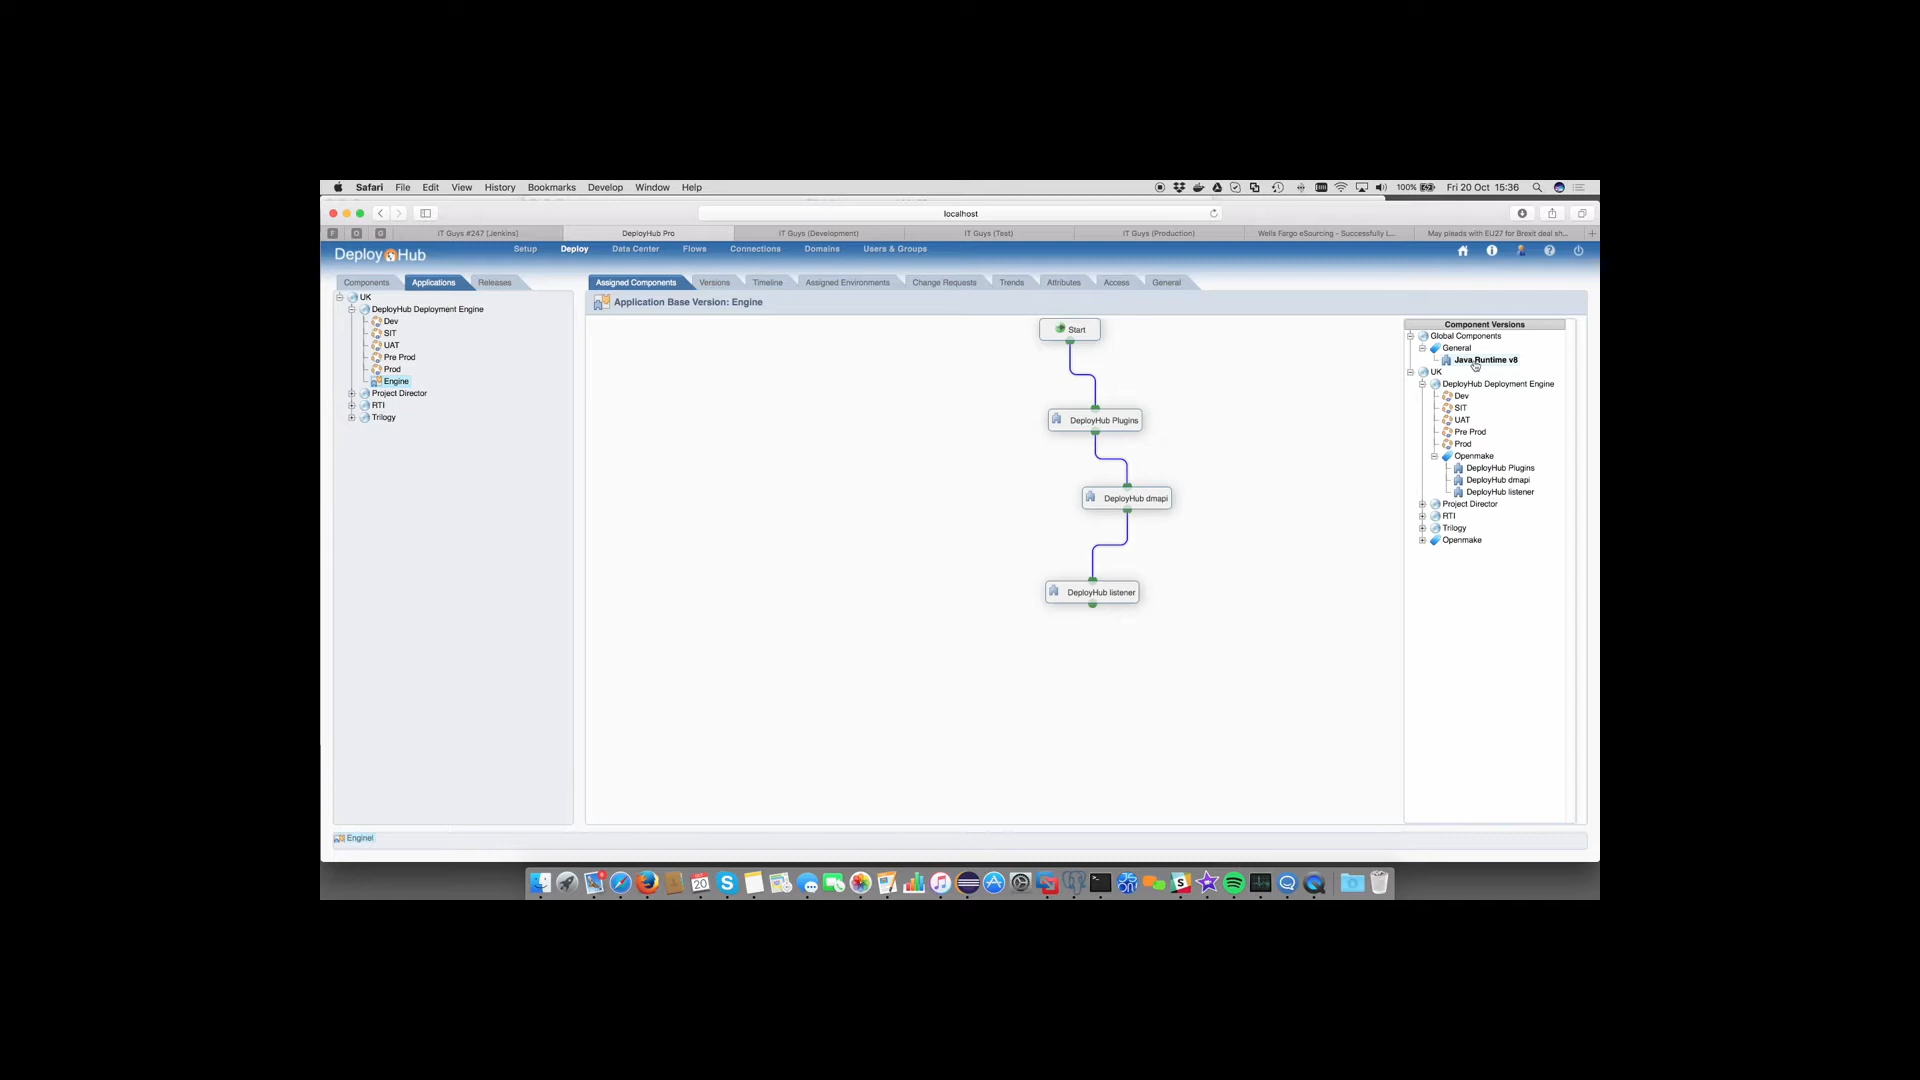 Safari File Edit View History Bookmarks Develop Window Help 100% Fri 20 Oct 15:36
localhost
IT Guys #247 [Jenkins] DeployHub Pro IT Guys (Development) IT Guys (Test) IT Guys (Production) Wells Fargo eSourcing - Successfully L... May pleads with EU27 for Brexit deal sh...
DeployHub Setup Deploy Data Center Flows Connections Domains Users & Groups
Components Applications Releases Assigned Components Versions Timeline Assigned Environments Change Requests Trends Attributes Access General
UK
DeployHub Deployment Engine
Dev
SIT
UAT
Pre Prod
Prod
Engine
Project Director
RTI
Trilogy
Application Base Version: Engine
Start
DeployHub Plugins
DeployHub dmapi
DeployHub listener
Component Versions
Global Components
General
Java Runtime v8
UK
DeployHub Deployment Engine
Dev
SIT
UAT
Pre Prod
Prod
Openmake
DeployHub Plugins
DeployHub dmapi
DeployHub listener
Project Director
RTI
Trilogy
Openmake
Enginel
20